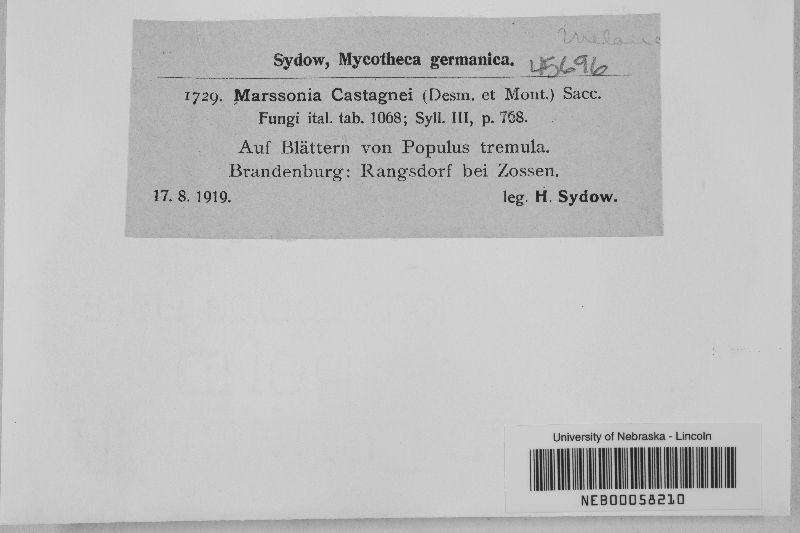 Sydow, Mycotheca germanica. 45696
1729. Marssonia Castagnei (Desm. et Mont.) Sacc.
Fungi ital. tab. 1068; Syll. III, p. 768.
Auf Blättern von Populus tremula.
Brandenburg: Rangsdorf bei Zossen.
17. 8. 1919. leg. H. Sydow.
University of Nebraska - Lincoln
NEB00058210